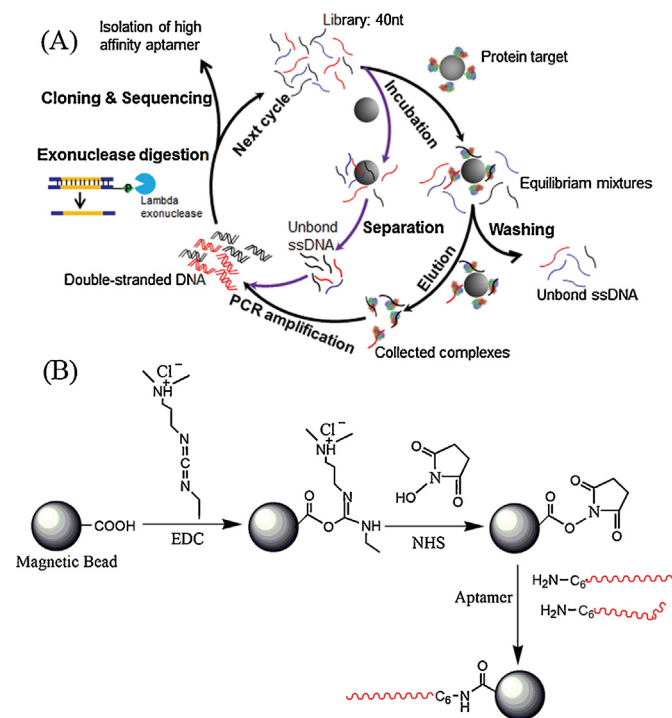 (A)
Isolation of high
affinity aptamer
Library: 40nt
Protein target
Cloning & Sequencing
Next cycle
Incubation
Exonuclease digestion
P
Lambda
exonuclease
Equilibriam mixtures
Separation
Washing
Unbond
ssDNA
Elution
Double-stranded DNA
PCR amplification
Unbond ssDNA
Collected complexes
(B)
Cl−
NH
+
N
C
N
Cl−
NH
+
O
N
O
HN
O
N
HO
O
O
O
N
O
O
COOH
EDC
NHS
Magnetic Bead
H2N−C6
Aptamer
H2N−C6
O
C6
N
H